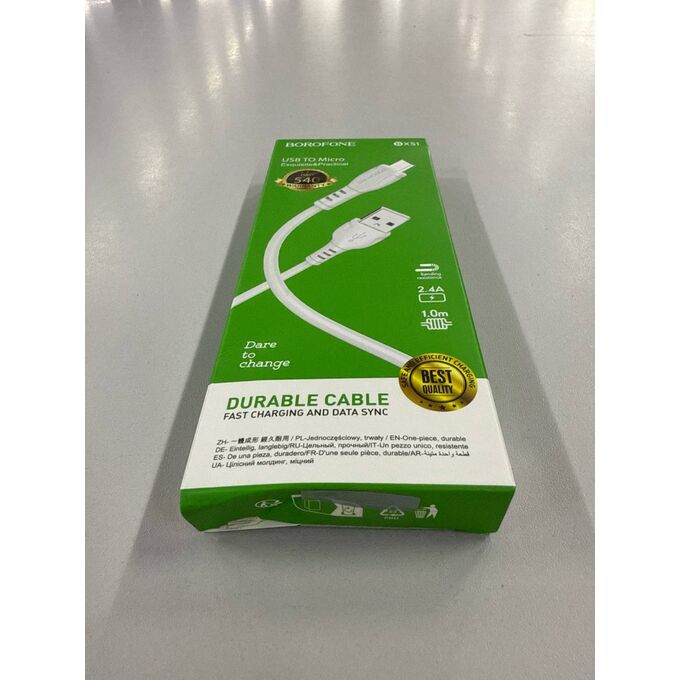 BOROFONE
BX51
USB TO Micro
Exquisite&Practical
540
Bending
resistance
2.4A
1.0m
Dare
to
change
SAFE AND EFFICIENT CHARGING
BEST
QUALITY
DURABLE CABLE
FAST CHARGING AND DATA SYNC
ZH- 一體成形 經久耐用 / PL-Jednoczęściowy, trwały / EN-One-piece, durable
DE- Einteilig, langlebig/RU-Цельный, прочный/IT-Un pezzo unico, resistente
ES- De una pieza, duradero/FR-D'une seule pièce, durable/AR-قطعة واحدة متينة
UA- Цілісний молдинг, міцний